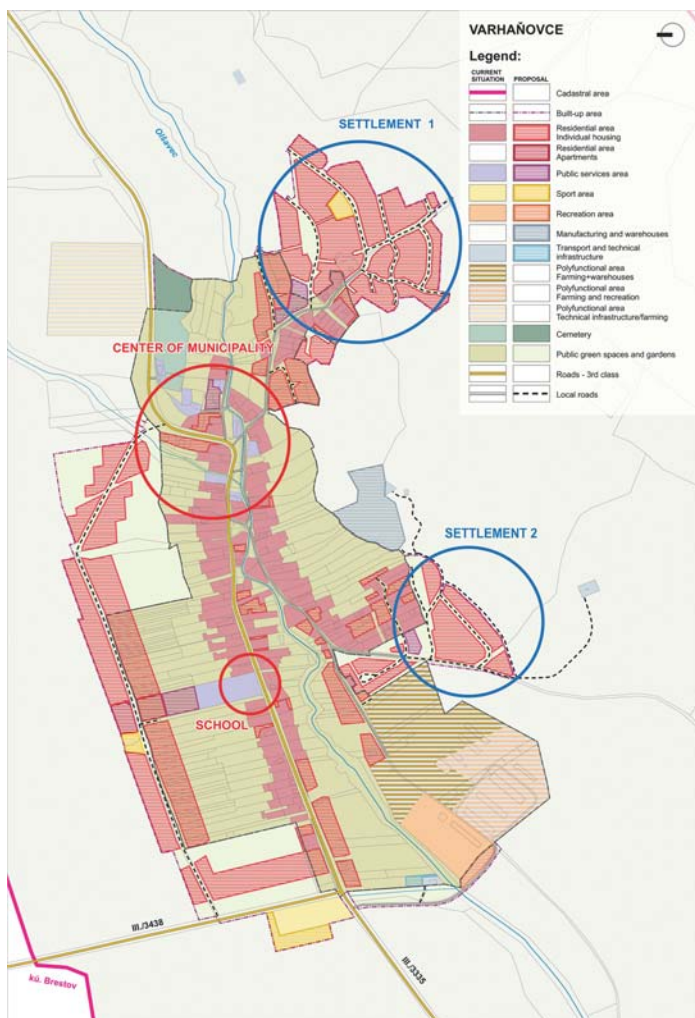 VARHAŇOVCE
Legend:
CURRENT
SITUATION
PROPOSAL
Cadastral area
Built-up area
Residential area
Individual housing
Residential area
Apartments
Public services area
Sport area
Recreation area
Manufacturing and warehouses
Transport and technical
infrastructure
Polyfunctional area
Farming+warehouses
Polyfunctional area
Farming and recreation
Polyfunctional area
Technical infrastructure/farming
Cemetery
Public green spaces and gardens
Roads - 3rd class
Local roads
Olšavec
SETTLEMENT 1
CENTER OF MUNICIPALITY
SETTLEMENT 2
SCHOOL
III./3438
III./3335
kú. Brestov